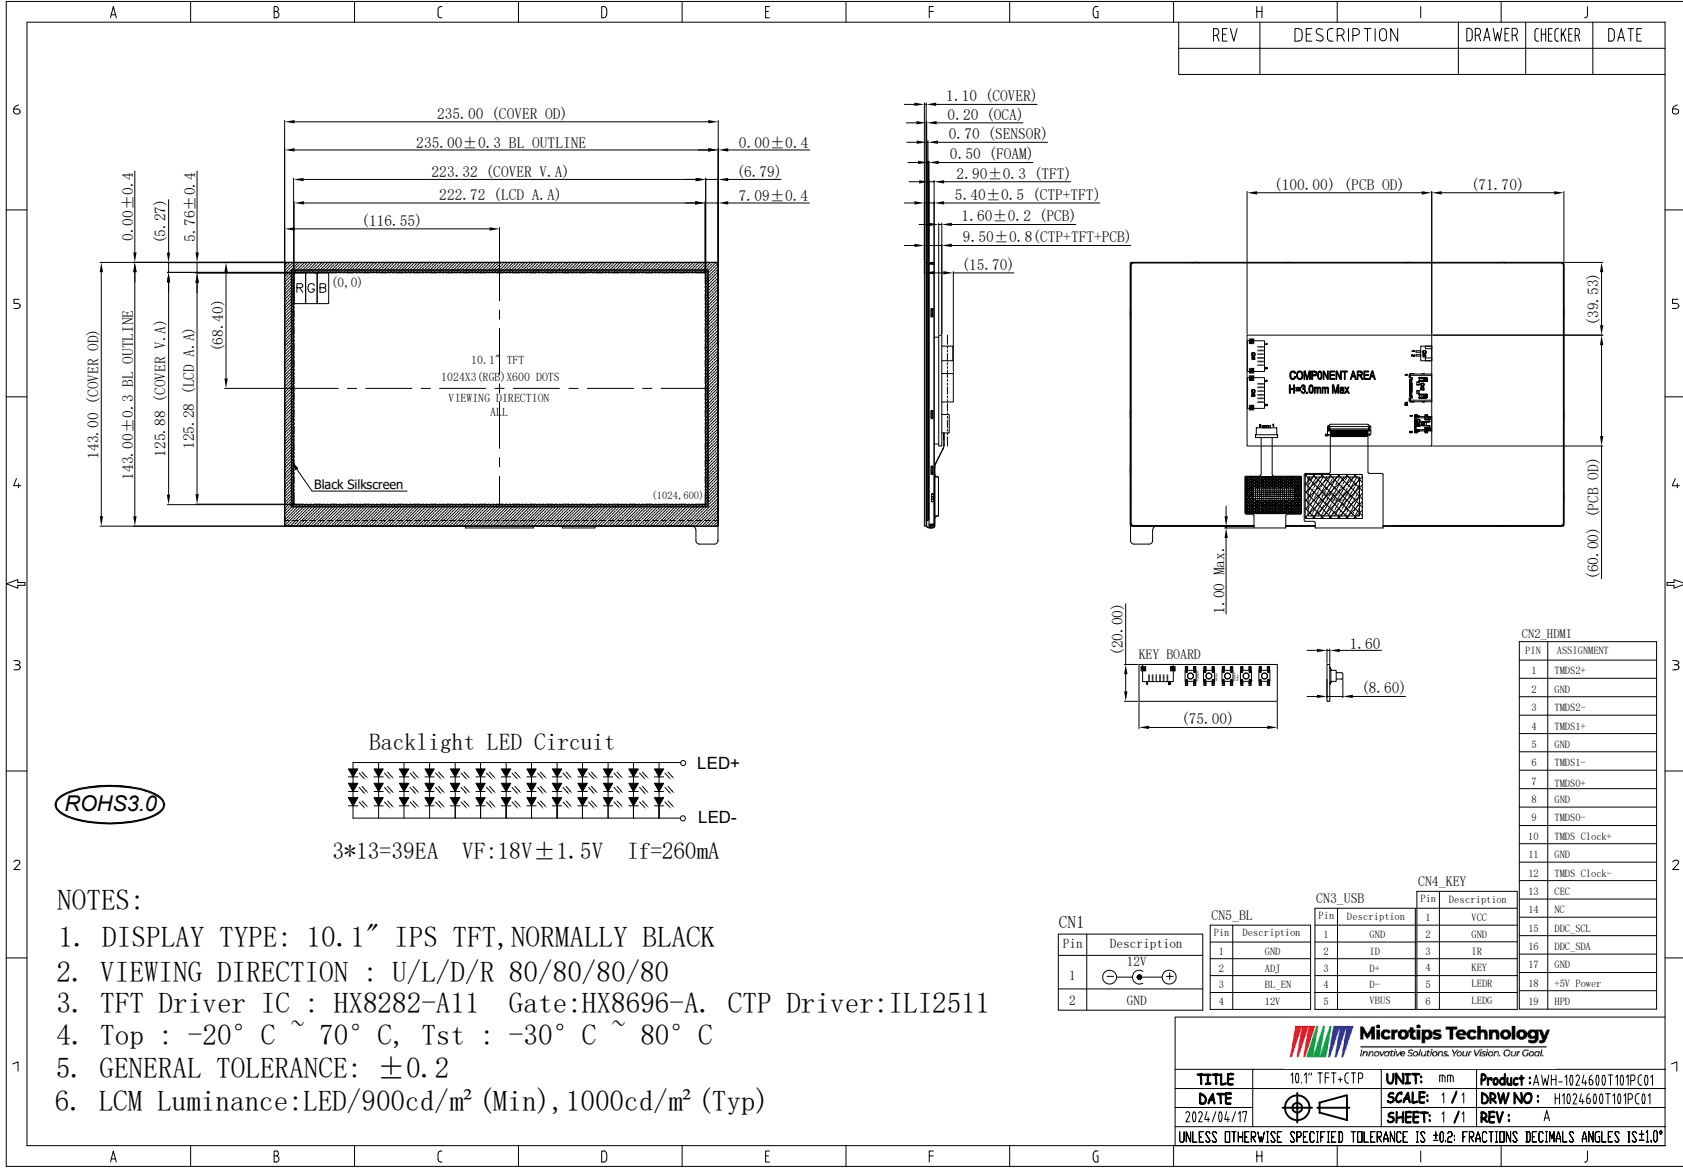 A B C D E F G H I J
REV DESCRIPTION DRAWER CHECKER DATE
6 6
5 5
4 4
3 3
2 2
1 1
235.00 (COVER OD)
235.00±0.3 BL OUTLINE
0.00±0.4
223.32 (COVER V.A)
(6.79)
222.72 (LCD A.A)
7.09±0.4
(116.55)
0.00±0.4
(5.27)
5.76±0.4
143.00 (COVER OD)
143.00±0.3 BL OUTLINE
125.88 (COVER V.A)
125.28 (LCD A.A)
(68.40)
R G B (0,0)
10.1" TFT
1024X3(RGB)X600 DOTS
VIEWING DIRECTION
ALL
Black Silkscreen
(1024,600)
1.10 (COVER)
0.20 (OCA)
0.70 (SENSOR)
0.50 (FOAM)
2.90±0.3 (TFT)
5.40±0.5 (CTP+TFT)
1.60±0.2 (PCB)
9.50±0.8(CTP+TFT+PCB)
(15.70)
(100.00) (PCB OD)
(71.70)
(39.53)
(60.00) (PCB OD)
COMPONENT AREA
H=3.0mm Max
1.00 Max.
(20.00)
KEY BOARD
(75.00)
1.60
(8.60)
Backlight LED Circuit
LED+
LED-
3*13=39EA VF:18V±1.5V If=260mA
ROHS3.0
NOTES:
1. DISPLAY TYPE: 10.1″ IPS TFT,NORMALLY BLACK
2. VIEWING DIRECTION : U/L/D/R 80/80/80/80
3. TFT Driver IC : HX8282-A11 Gate:HX8696-A. CTP Driver:ILI2511
4. Top : -20° C ~ 70° C, Tst : -30° C ~ 80° C
5. GENERAL TOLERANCE: ±0.2
6. LCM Luminance:LED/900cd/m²(Min),1000cd/m²(Typ)
CN1
Pin Description
1 12V
2 GND
CN5_BL
Pin Description
1 GND
2 ADJ
3 BL_EN
4 12V
CN3_USB
Pin Description
1 GND
2 ID
3 D+
4 D-
5 VBUS
CN4_KEY
Pin Description
1 VCC
2 GND
3 IR
4 KEY
5 LEDR
6 LEDG
CN2_HDMI
PIN ASSIGNMENT
1 TMDS2+
2 GND
3 TMDS2-
4 TMDS1+
5 GND
6 TMDS1-
7 TMDS0+
8 GND
9 TMDS0-
10 TMDS Clock+
11 GND
12 TMDS Clock-
13 CEC
14 NC
15 DDC_SCL
16 DDC_SDA
17 GND
18 +5V Power
19 HPD
Microtips Technology
Innovative Solutions. Your Vision. Our Goal.
TITLE 10.1" TFT+CTP UNIT: mm Product :AWH-1024600T101PC01
DATE SCALE: 1 / 1 DRW NO : H1024600T101PC01
2024/04/17 SHEET: 1 / 1 REV : A
UNLESS OTHERWISE SPECIFIED TOLERANCE IS ±0.2; FRACTIONS DECIMALS ANGLES IS±1.0°
A B C D E F G H I J